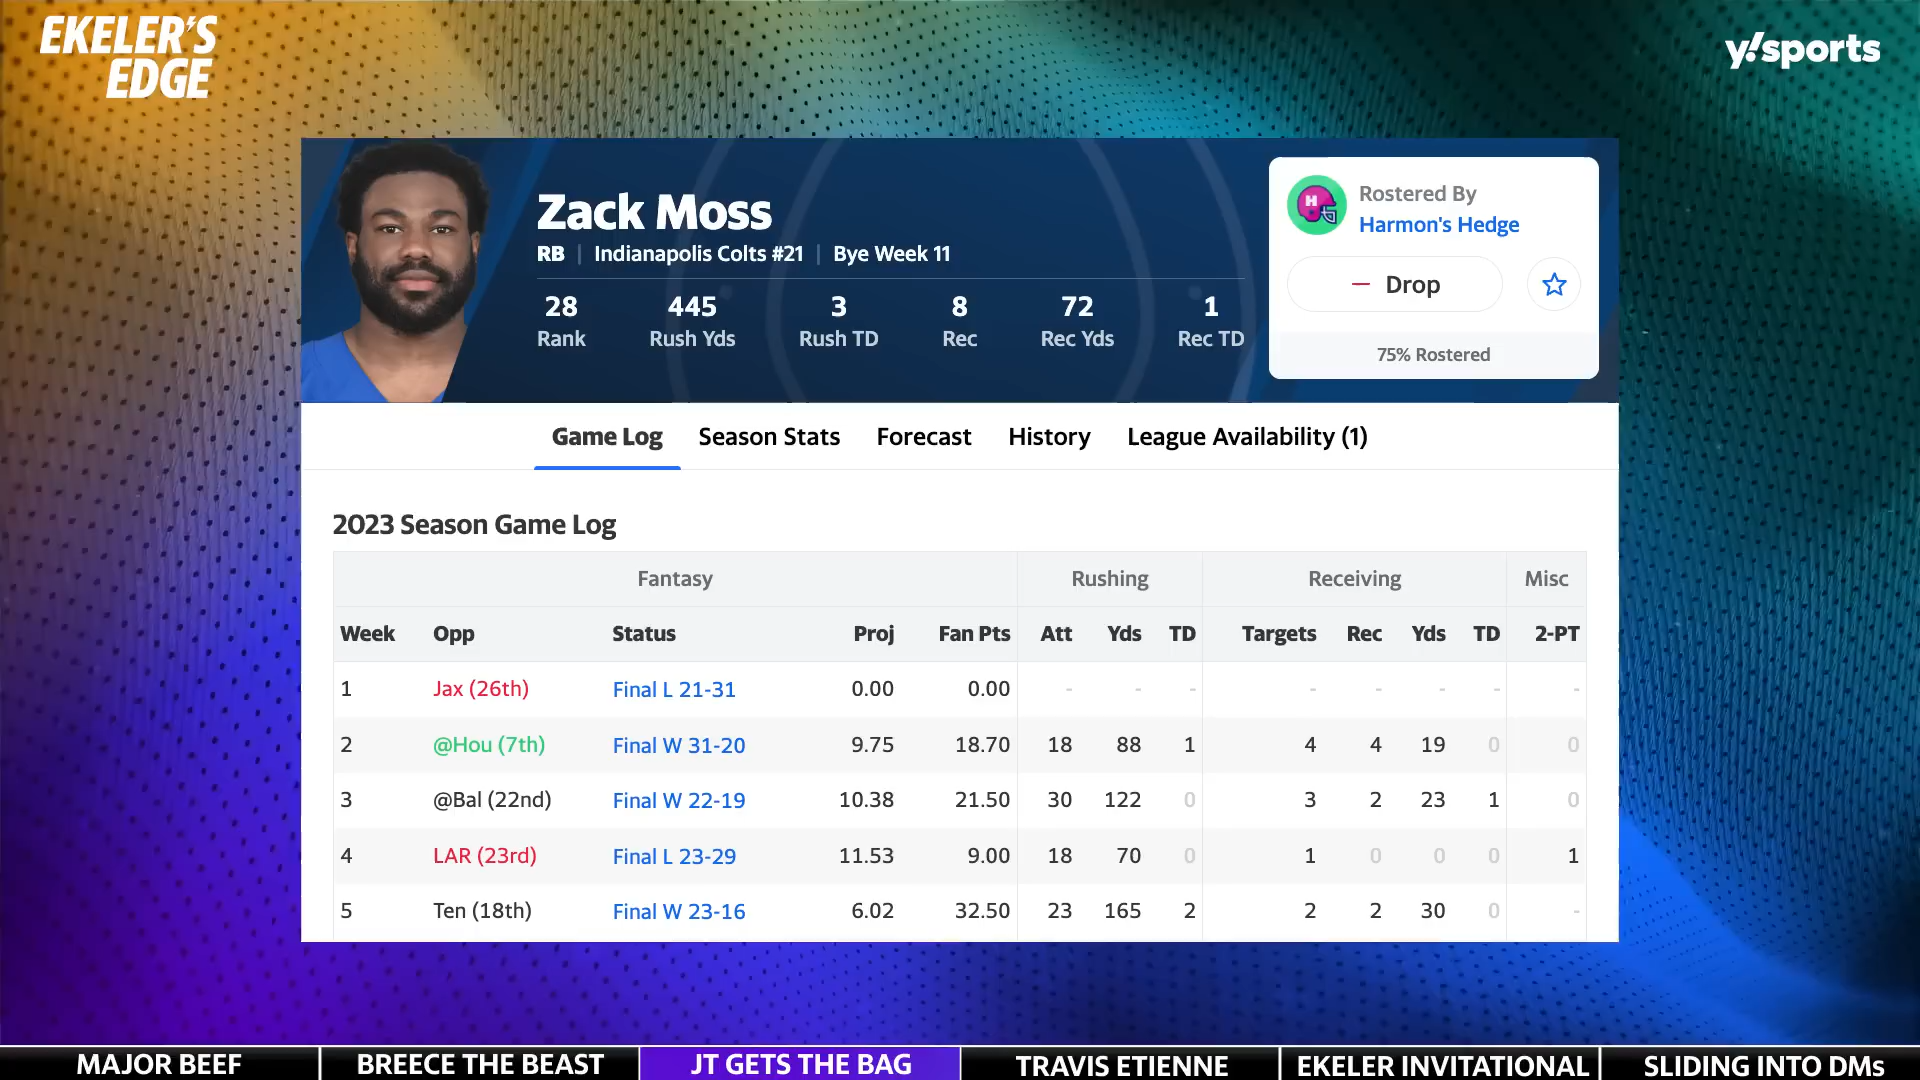 EKELER'S
EDGE
y!sports
Zack Moss
RB | Indianapolis Colts #21 | Bye Week 11
28 445 3 8 72 1
Rank Rush Yds Rush TD Rec Rec Yds Rec TD
H
Rostered By
Harmon's Hedge
— Drop
75% Rostered
Game Log Season Stats Forecast History League Availability (1)
2023 Season Game Log
Fantasy Rushing Receiving Misc
Week Opp Status Proj Fan Pts Att Yds TD Targets Rec Yds TD 2-PT
1 Jax (26th) Final L 21-31 0.00 0.00 - - - - - - - -
2 @Hou (7th) Final W 31-20 9.75 18.70 18 88 1 4 4 19 0 0
3 @Bal (22nd) Final W 22-19 10.38 21.50 30 122 0 3 2 23 1 0
4 LAR (23rd) Final L 23-29 11.53 9.00 18 70 0 1 0 0 0 1
5 Ten (18th) Final W 23-16 6.02 32.50 23 165 2 2 2 30 0 -
MAJOR BEEF BREECE THE BEAST JT GETS THE BAG TRAVIS ETIENNE EKELER INVITATIONAL SLIDING INTO DMs